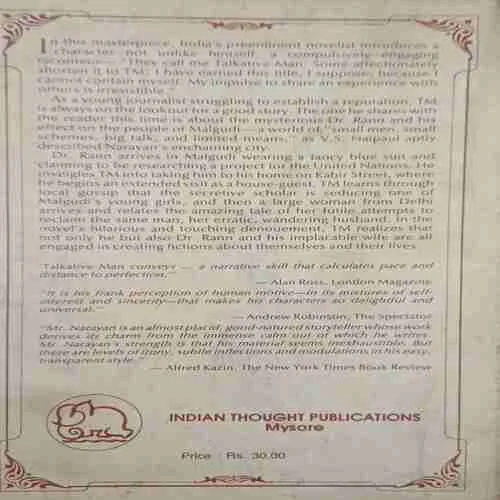 In this masterpiece, India's preeminent novelist introduces a
character not unlike himself, a compulsively engaging
raconteur— "They call me Talkative Man. Some affectionately
shorten it to TM: I have earned this title, I suppose, because I
cannot contain myself. My impulse to share an experience with
others is irresistible."
As a young journalist struggling to establish a reputation, TM
is always on the lookout for a good story. The one he shares with
the reader this time is about the mysterious Dr. Rann and his
effect on the people of Malgudi—a world of "small men, small
schemes, big talk, and limited means," as V.S. Naipaul aptly
described Narayan's enchanting city.
Dr. Rann arrives in Malgudi wearing a fancy blue suit and
claiming to be researching a project for the United Nations. He
inveigles TM into taking him to his home on Kabir Street, where
he begins an extended visit as a house-guest. TM learns through
local gossip that the secretive scholar is seducing one of
Malgudi's young girls, and then a large woman from Delhi
arrives and relates the amazing tale of her futile attempts to
reclaim the same man, her erratic, wandering husband. In the
novel's hilarious and touching denouement, TM realizes that
not only he but also Dr. Rann and his implacable wife are all
engaged in creating fictions about themselves and their lives.
Talkative Man conveys — a narrative skill that calculates pace and
distance to perfection."
— Alan Ross, London Magazine
"It is his frank perception of human motive—in its mixture of self-
interest and sincerity—that makes his characters so delightful and
universal."
— Andrew Robinson, The Spectator
"Mr. Narayan is an almost placid, good-natured storyteller whose work
derives its charm from the immense calm out of which he writes.
Mr. Narayan's strength is that his material seems inexhaustible. But
there are levels of irony, subtle inflections and modulations in his easy,
transparent style."
— Alfred Kazin, The New York Times Book Review
INDIAN THOUGHT PUBLICATIONS
Mysore
Price : Rs. 30.00